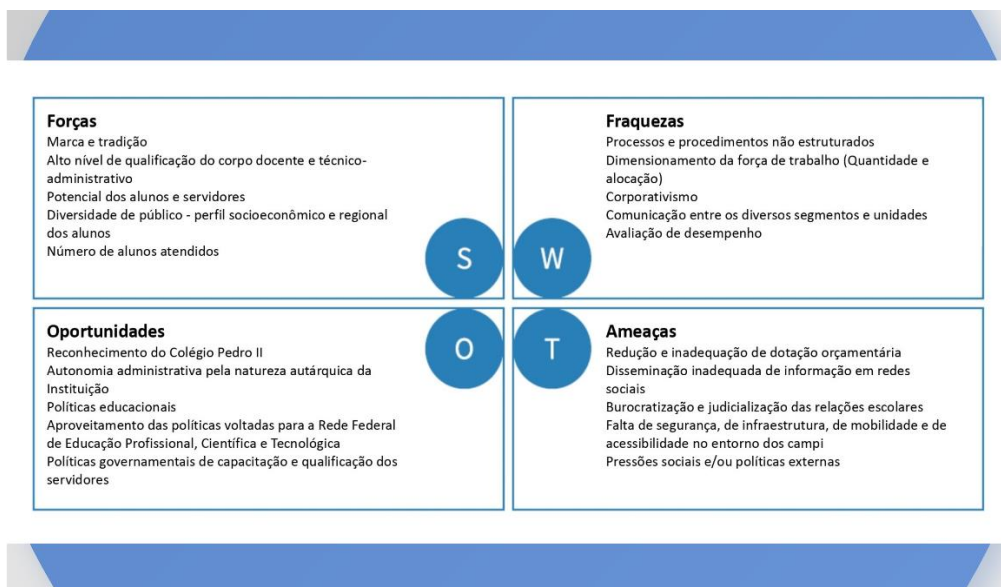 Forças
Marca e tradição
Alto nível de qualificação do corpo docente e técnico-
administrativo
Potencial dos alunos e servidores
Diversidade de público - perfil socioeconômico e regional
dos alunos
Número de alunos atendidos
S
Fraquezas
Processos e procedimentos não estruturados
Dimensionamento da força de trabalho (Quantidade e
alocação)
Corporativismo
Comunicação entre os diversos segmentos e unidades
Avaliação de desempenho
W
Oportunidades
Reconhecimento do Colégio Pedro II
Autonomia administrativa pela natureza autárquica da
Instituição
Políticas educacionais
Aproveitamento das políticas voltadas para a Rede Federal
de Educação Profissional, Científica e Tecnológica
Políticas governamentais de capacitação e qualificação dos
servidores
O
Ameaças
Redução e inadequação de dotação orçamentária
Disseminação inadequada de informação em redes
sociais
Burocratização e judicialização das relações escolares
Falta de segurança, de infraestrutura, de mobilidade e de
acessibilidade no entorno dos campi
Pressões sociais e/ou políticas externas
T